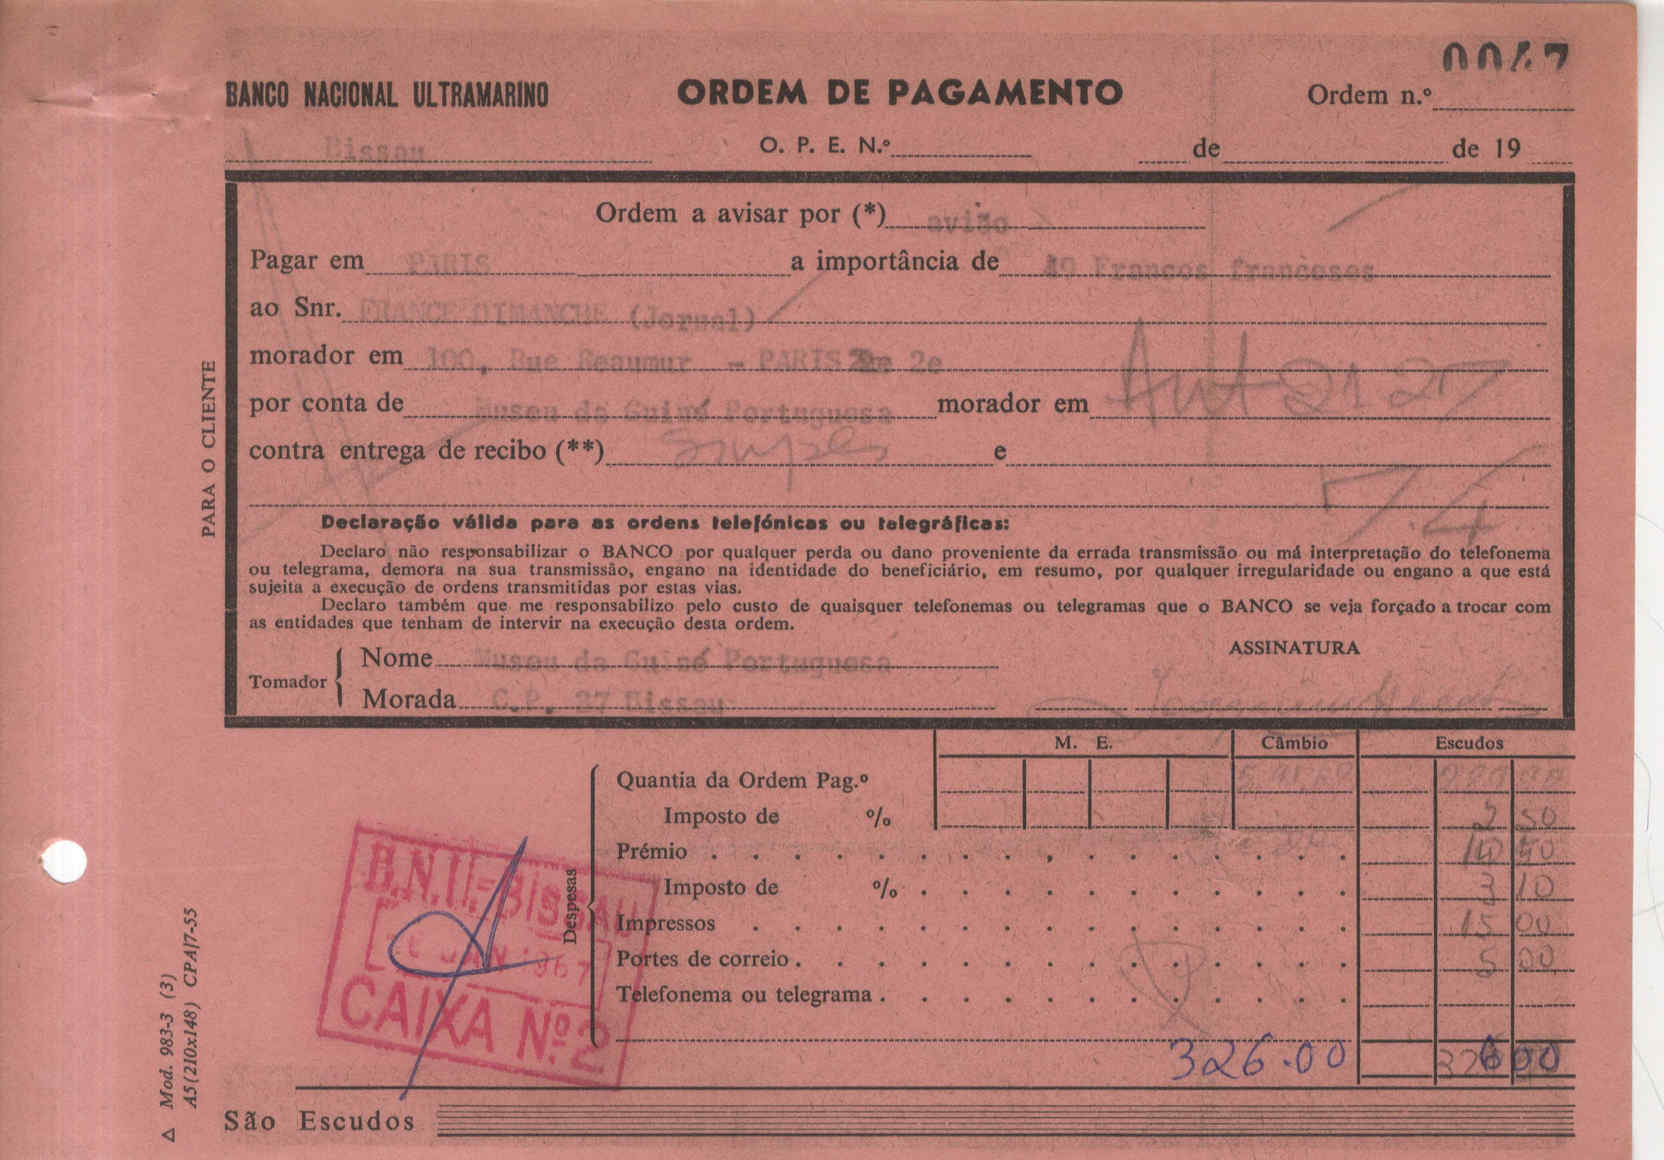 0047
BANCO NACIONAL ULTRAMARINO ORDEM DE PAGAMENTO Ordem n.º
Bissau O. P. E. N.º de de 19
Ordem a avisar por (*) avião
Pagar em PARIS a importância de Francos franceses
ao Snr. FRANCE DIMANCHE (Jornal)
morador em 100, Rue Reaumur - PARIS 2e
por conta de Museu da Guiné Portuguesa morador em
contra entrega de recibo (**) simples e
Declaração válida para as ordens telefónicas ou telegráficas:
Declaro não responsabilizar o BANCO por qualquer perda ou dano proveniente da errada transmissão ou má interpretação do telefonema
ou telegrama, demora na sua transmissão, engano na identidade do beneficiário, em resumo, por qualquer irregularidade ou engano a que está
sujeita a execução de ordens transmitidas por estas vias.
Declaro também que me responsabilizo pelo custo de quaisquer telefonemas ou telegramas que o BANCO se veja forçado a trocar com
as entidades que tenham de intervir na execução desta ordem.
ASSINATURA
Tomador
Nome Museu da Guiné Portuguesa
Morada C.P. 37 Bissau
M. E. Câmbio Escudos
Quantia da Ordem Pag.º
Imposto de % 2 50
Prémio
Imposto de % 3 10
Impressos 15 00
Portes de correio 5 00
Telefonema ou telegrama
Despesas
326.00
São Escudos
B.N.U.-BISSAU
JAN 1967
CAIXA Nº 2
PARA O CLIENTE
Mod. 983-3 (3)
A5 (210x148) CPA/7-55